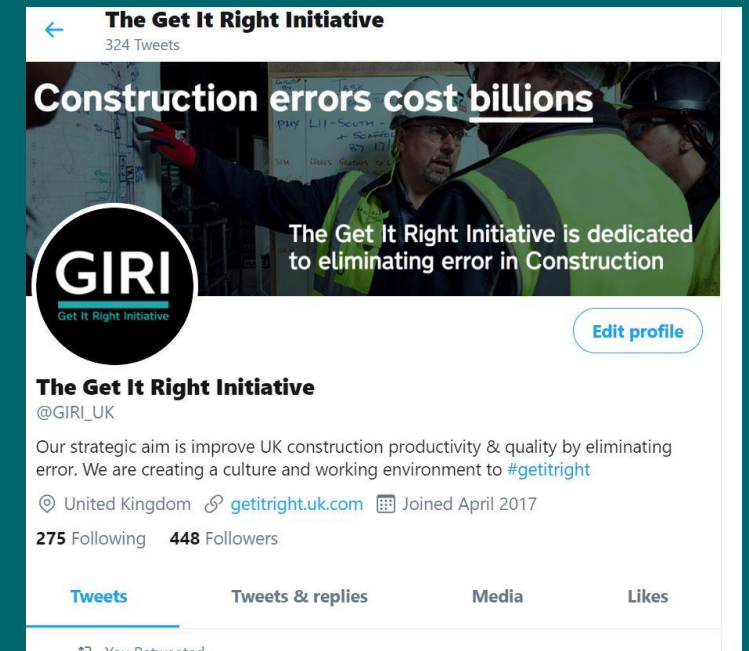 The Get It Right Initiative
324 Tweets
Construction errors cost billions
The Get It Right Initiative is dedicated
to eliminating error in Construction
GIRI
Get It Right Initiative
Edit profile
The Get It Right Initiative
@GIRI_UK
Our strategic aim is improve UK construction productivity & quality by eliminating
error. We are creating a culture and working environment to #getitright
United Kingdom getitright.uk.com Joined April 2017
275 Following 448 Followers
Tweets Tweets & replies Media Likes
You Retweeted